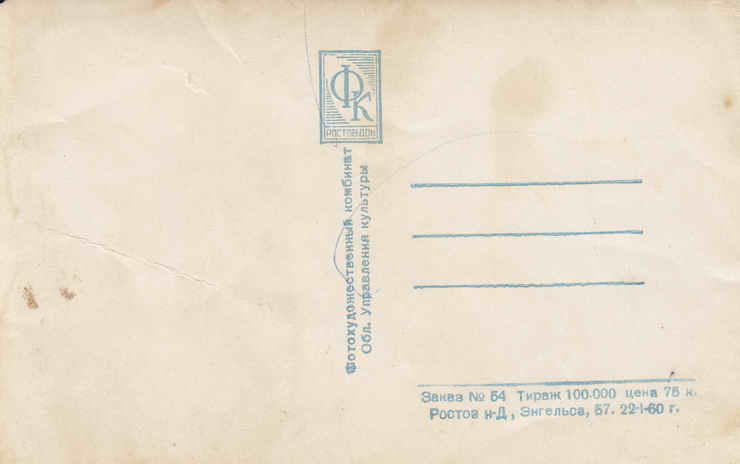 ФК
РОСТОВ-ДОН
Фотохудожественный комбинат
Обл. Управления культуры
Заказ № 54 Тираж 100.000 цена 75 к.
Ростов н-Д, Энгельса, 57. 22-1-60 г.